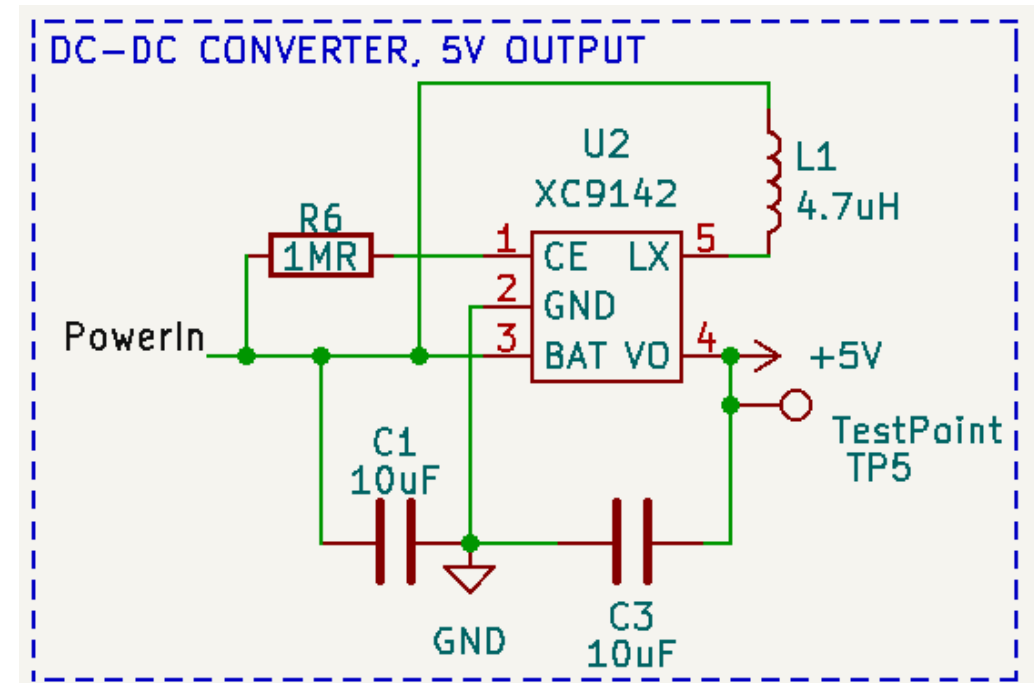 DC-DC CONVERTER, 5V OUTPUT
U2
XC9142
L1
4.7uH
R6
1MR
1
CE
LX
5
2
GND
PowerIn
3
BAT
VO
4
+5V
TestPoint
TP5
C1
10uF
GND
C3
10uF